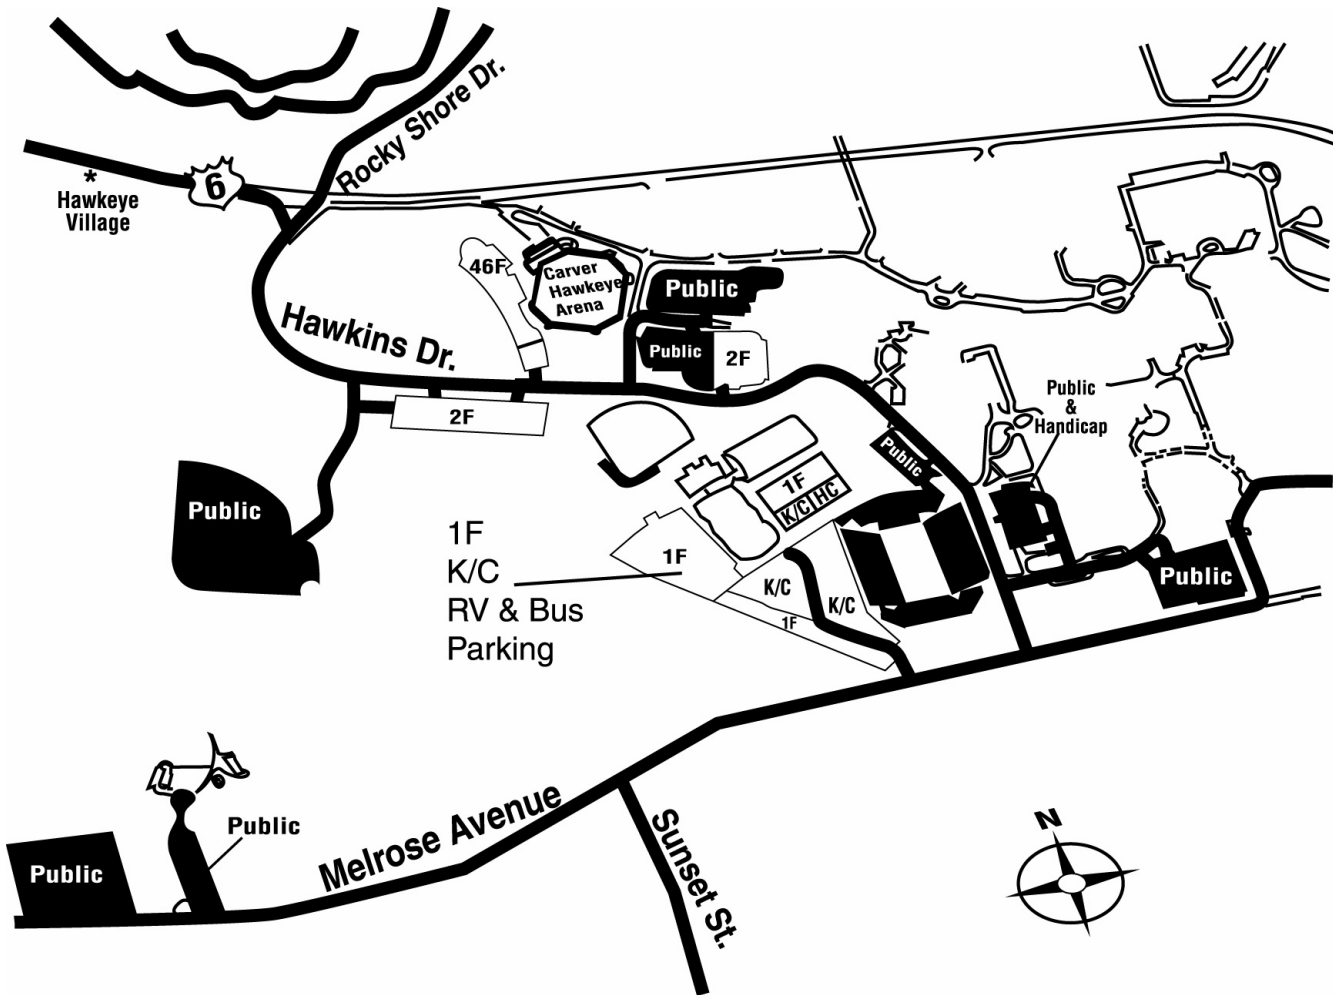 Rocky Shore Dr.
6
*
Hawkeye
Village
46F
Carver
Hawkeye
Arena
Public
Public
2F
Hawkins Dr.
2F
Public
&
Handicap
Public
Public
1F
K/C
HC
1F
K/C
RV & Bus
Parking
1F
K/C
K/C
1F
Public
Melrose Avenue
Sunset St.
Public
Public
N